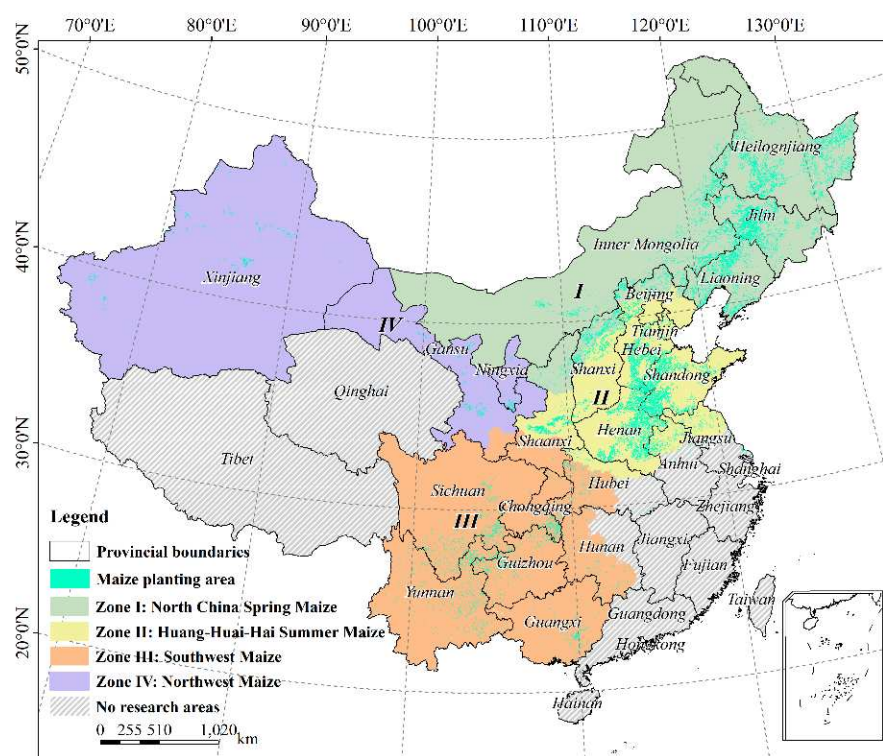 70°0'E 80°0'E 90°0'E 100°0'E 110°0'E 120°0'E 130°0'E
50°0'N
40°0'N
30°0'N
20°0'N
Heilognjiang
Jilin
Inner Mongolia
Liaoning
Xinjiang
I
Beijing
IV
Tianjin
Gansu
Hebei
Ningxia
Shanxi
Shandong
Qinghai
II
Henan
Shaanxi
Jiangsu
Tibet
Anhui
Shanghai
Hubei
Sichuan
Chongqing
Zhejiang
III
Hunan
Jiangxi
Guizhou
Fujian
Yunnan
Taiwan
Guangxi
Guangdong
Hongkong
Hainan
Legend
Provincial boundaries
Maize planting area
Zone I: North China Spring Maize
Zone II: Huang-Huai-Hai Summer Maize
Zone III: Southwest Maize
Zone IV: Northwest Maize
No research areas
0 255 510 1,020
km